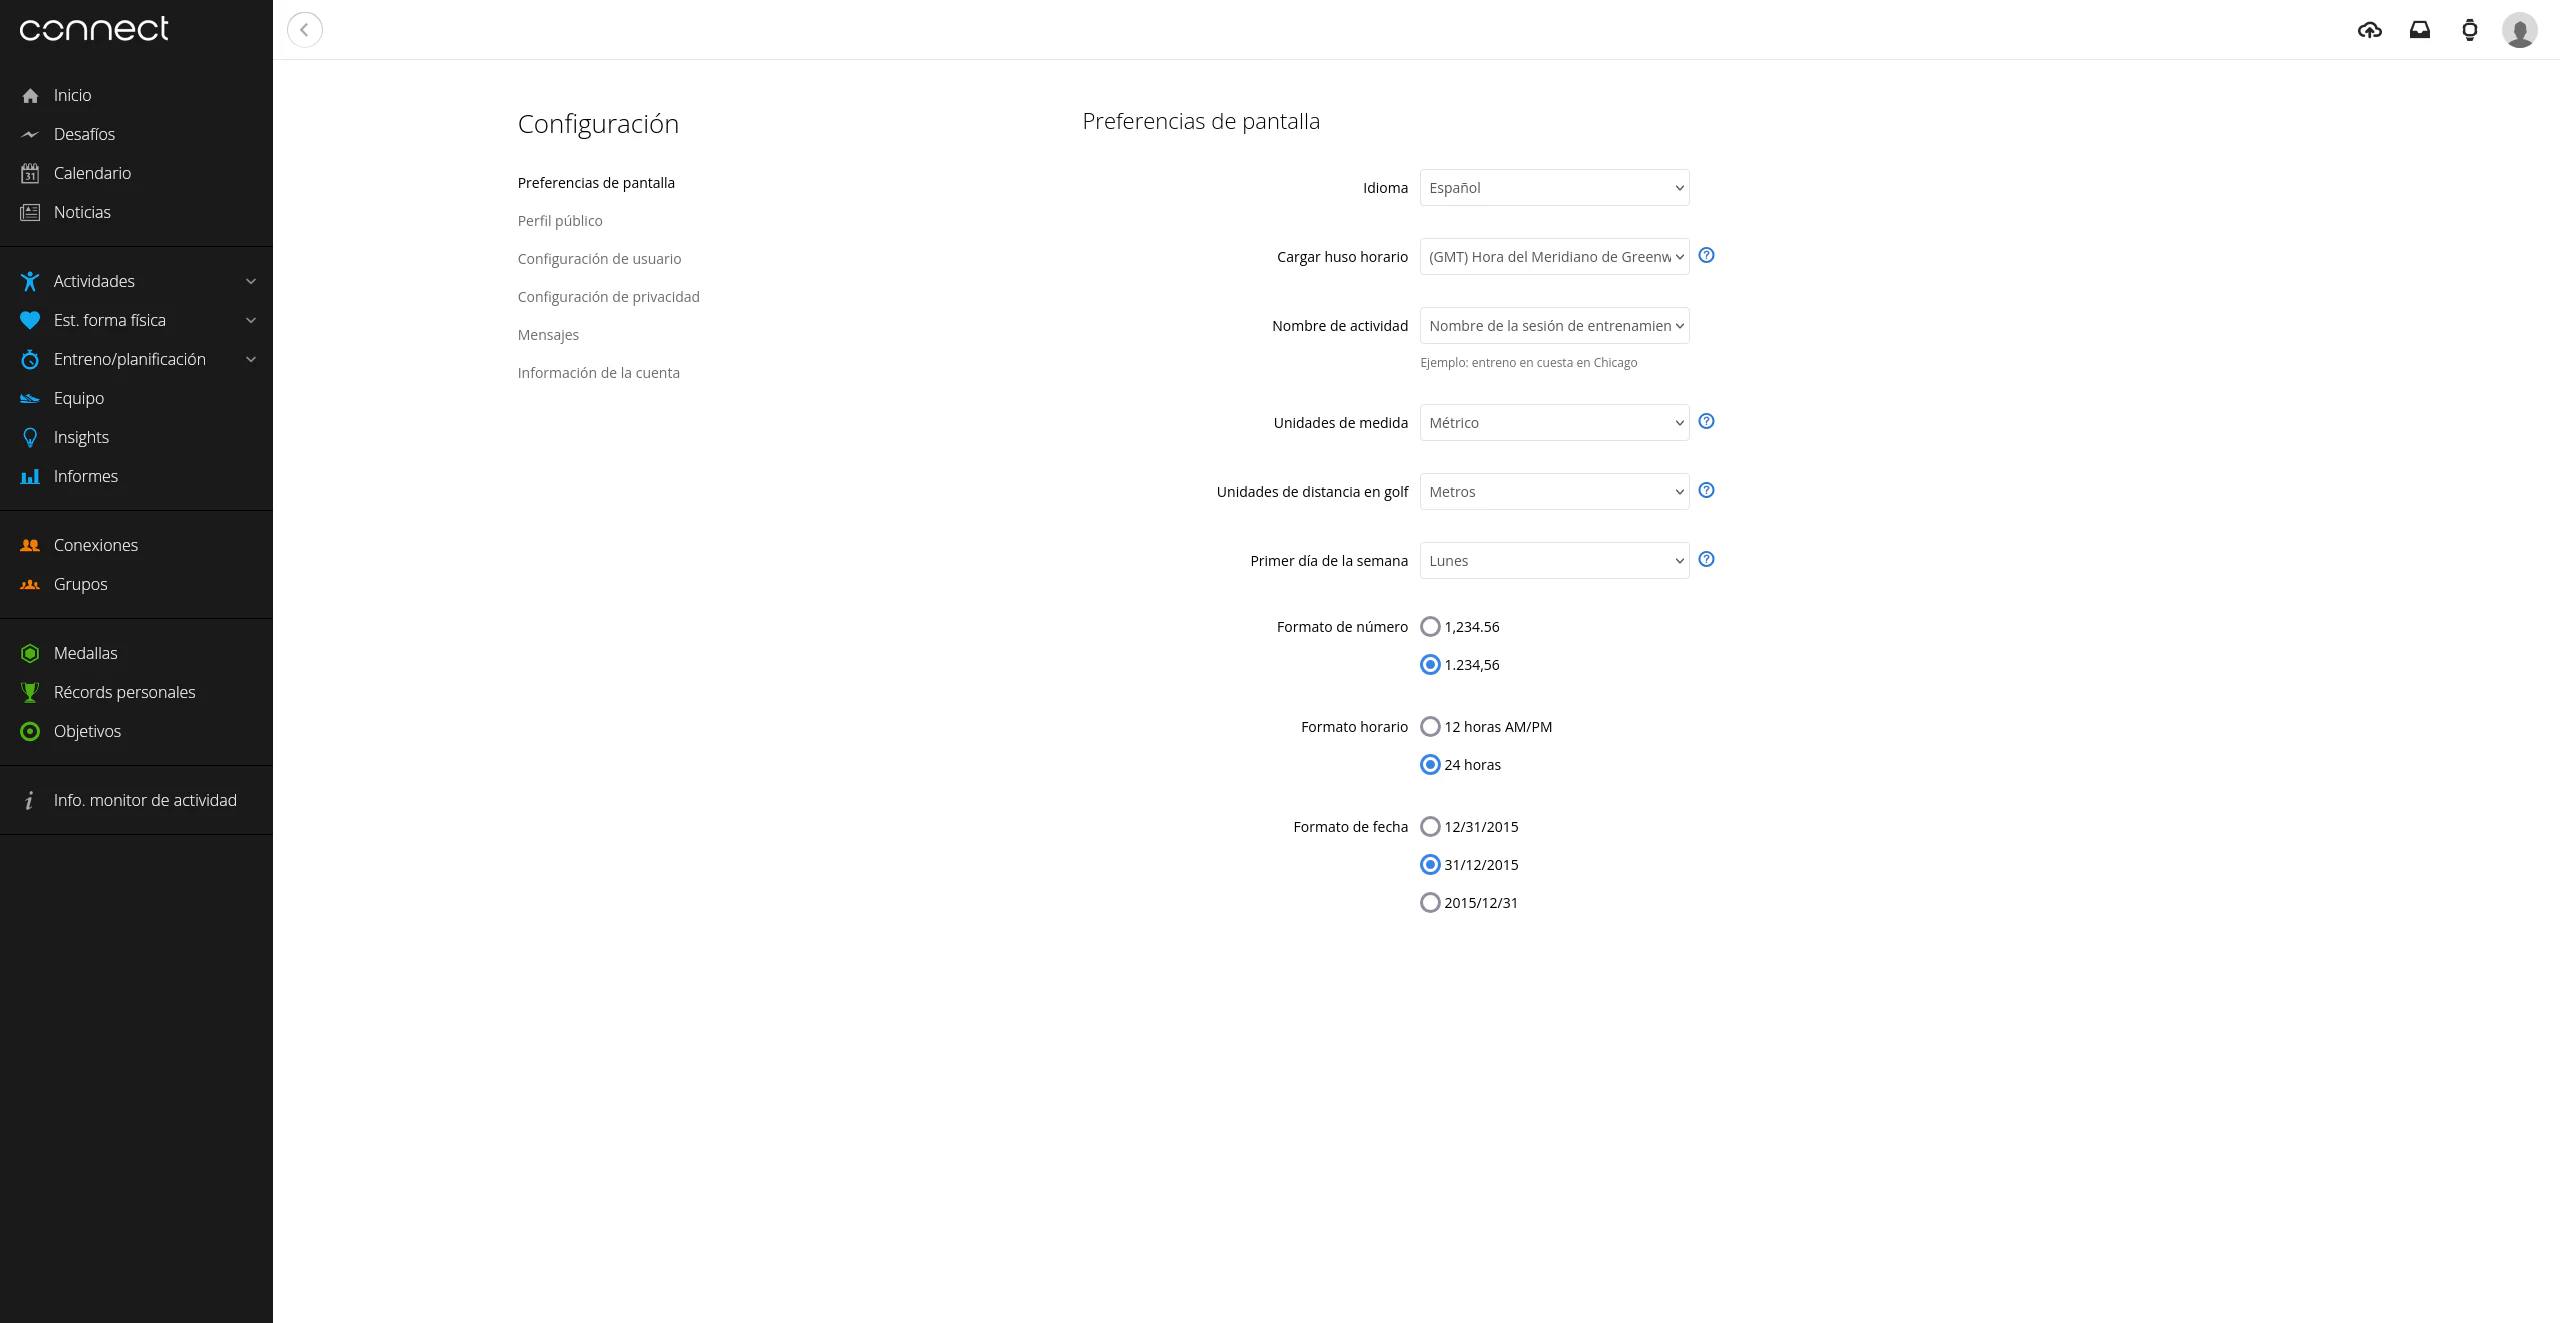 connect
Inicio
Desafíos
Calendario
31
Noticias
Actividades
Est. forma física
Entreno/planificación
Equipo
Insights
Informes
Conexiones
Grupos
Medallas
Récords personales
Objetivos
Info. monitor de actividad
Configuración
Preferencias de pantalla
Perfil público
Configuración de usuario
Configuración de privacidad
Mensajes
Información de la cuenta
Preferencias de pantalla
Idioma Español
Cargar huso horario (GMT) Hora del Meridiano de Greenw
Nombre de actividad Nombre de la sesión de entrenamien
Ejemplo: entreno en cuesta en Chicago
Unidades de medida Métrico
Unidades de distancia en golf Metros
Primer día de la semana Lunes
Formato de número 1,234.56
1.234,56
Formato horario 12 horas AM/PM
24 horas
Formato de fecha 12/31/2015
31/12/2015
2015/12/31